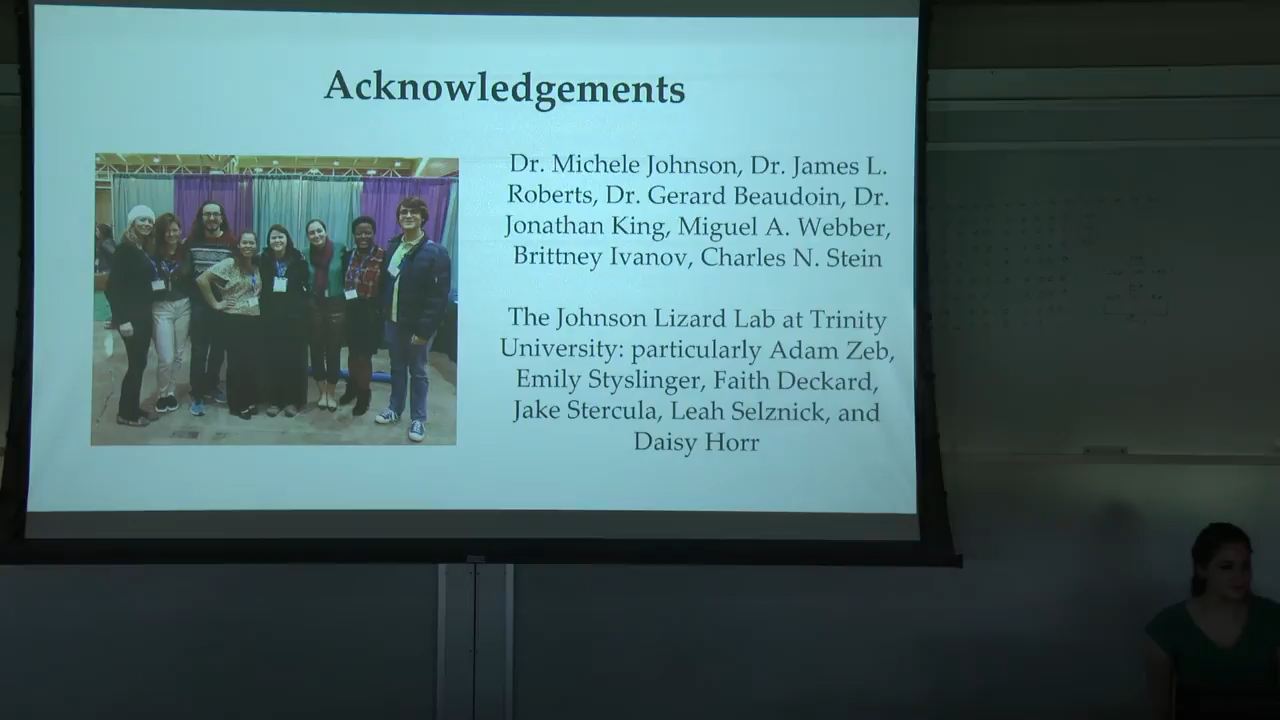 Acknowledgements
Dr. Michele Johnson, Dr. James L.
Roberts, Dr. Gerard Beaudoin, Dr.
Jonathan King, Miguel A. Webber,
Brittney Ivanov, Charles N. Stein
The Johnson Lizard Lab at Trinity
University: particularly Adam Zeb,
Emily Styslinger, Faith Deckard,
Jake Stercula, Leah Selznick, and
Daisy Horr